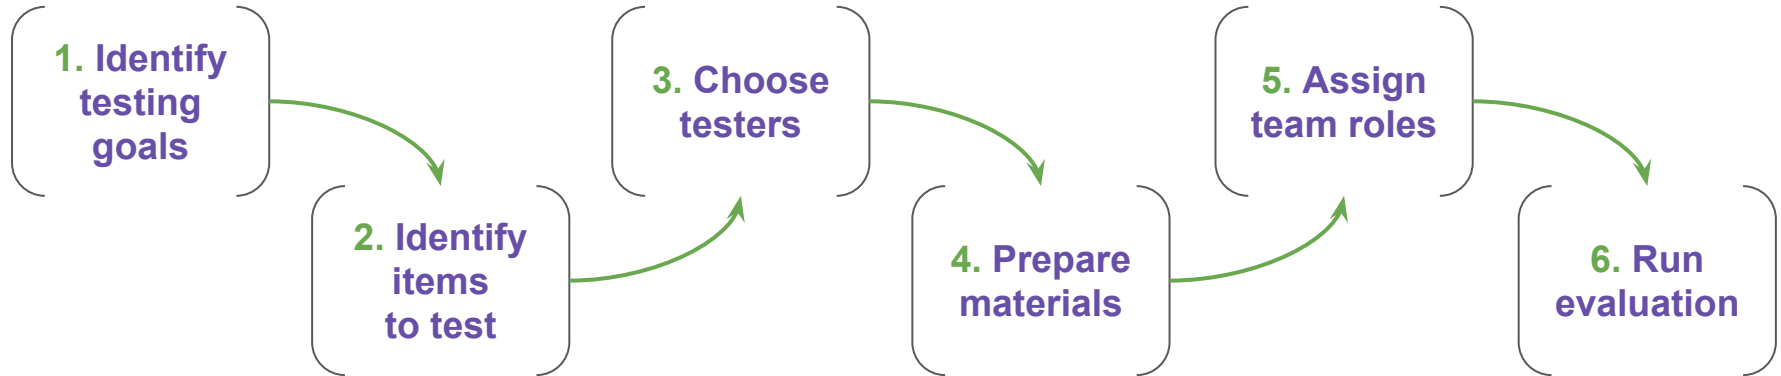 1. Identify
testing
goals
2. Identify
items
to test
3. Choose
testers
4. Prepare
materials
5. Assign
team roles
6. Run
evaluation